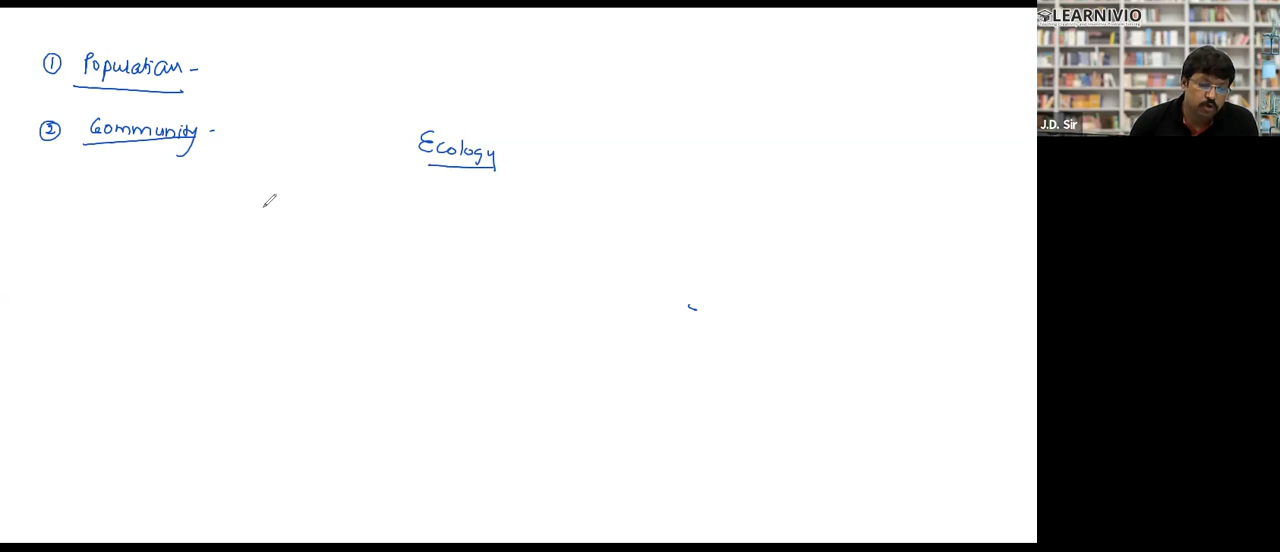 ① Population -
② Community -
Ecology
LEARNIVIO
J.D. Sir